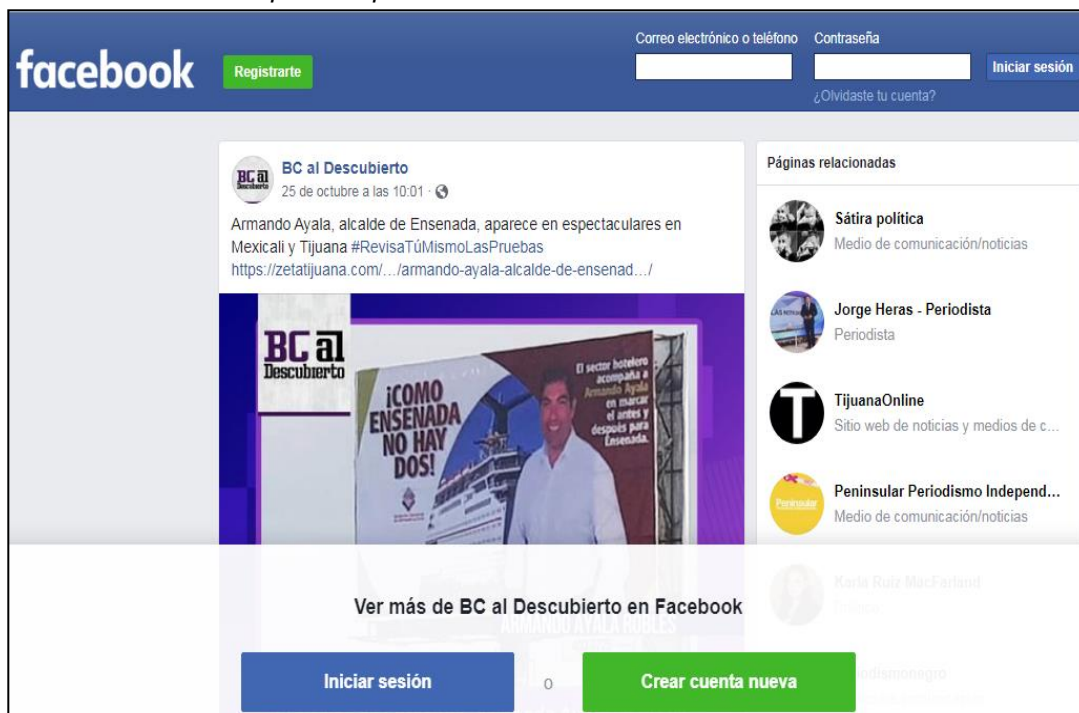 facebook
Registrarte
Correo electrónico o teléfono
Contraseña
Iniciar sesión
¿Olvidaste tu cuenta?
BC al
Descubierto
BC al Descubierto
25 de octubre a las 10:01 ·
Armando Ayala, alcalde de Ensenada, aparece en espectaculares en
Mexicali y Tijuana #RevisaTúMismoLasPruebas
https://zetatijuana.com/.../armando-ayala-alcalde-de-ensenad.../
BC al
Descubierto
¡COMO
ENSENADA
NO HAY
DOS!
El sector hotelero
acompaña a
Armando Ayala
en marcar
el antes y
después para
Ensenada.
ARMANDO AYALA ROBLES
Páginas relacionadas
Sátira política
Medio de comunicación/noticias
Jorge Heras - Periodista
Periodista
T
TijuanaOnline
Sitio web de noticias y medios de c...
Peninsular
Peninsular Periodismo Independ...
Medio de comunicación/noticias
Karla Ruiz MacFarland
Ver más de BC al Descubierto en Facebook
Iniciar sesión
o
Crear cuenta nueva